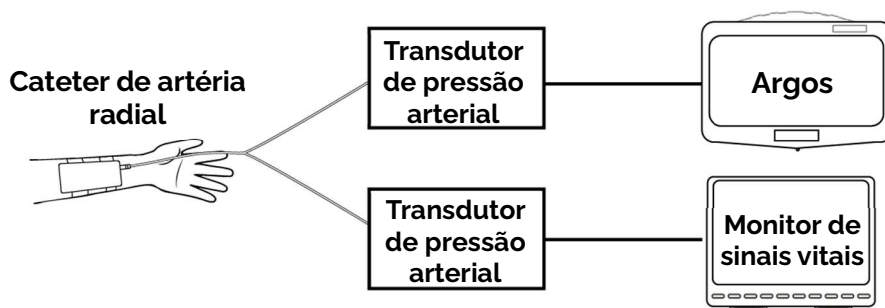 Cateter de artéria
radial
Transdutor
de pressão
arterial
Argos
Transdutor
de pressão
arterial
Monitor de
sinais vitais